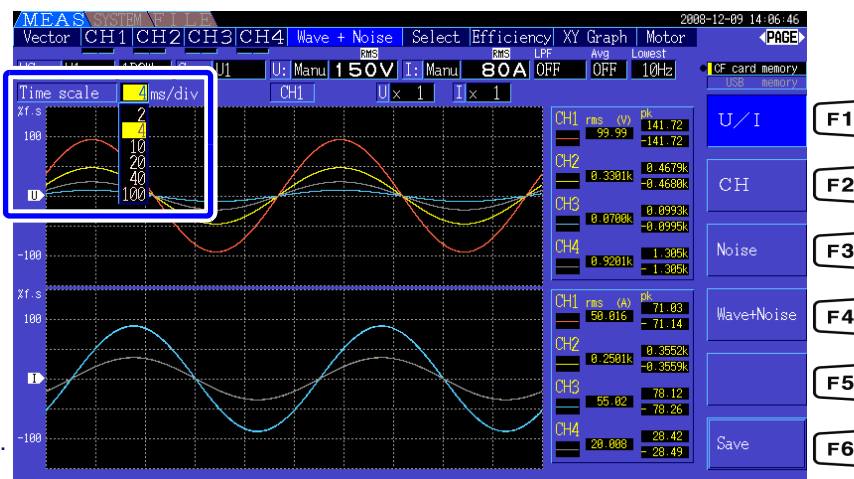 MEAS SYSTEM FILE 2008-12-09 14:06:46
Vector CH1 CH2 CH3 CH4 Wave + Noise Select Efficiency XY Graph Motor PAGE
RMS RMS LPF Avg Lowest
U1 U: Manu 150V I: Manu 80A OFF OFF 10Hz CF card memory
USB memory
Time scale 4 ms/div CH1 U× 1 I× 1
2
4
10
20
40
100
%f.s
100
U
-100
CH1 rms (V) pk
99.99 141.72
-141.72
CH2
0.3301k 0.4679k
-0.4680k
CH3
0.0700k 0.0993k
-0.0995k
CH4
0.9201k 1.305k
- 1.305k
%f.s
100
I
-100
CH1 rms (A) pk
50.016 71.03
- 71.14
CH2
0.2501k 0.3552k
-0.3559k
CH3
55.02 78.12
- 78.26
CH4
20.008 28.42
- 28.49
U/I F1
CH F2
Noise F3
Wave+Noise F4
F5
Save F6